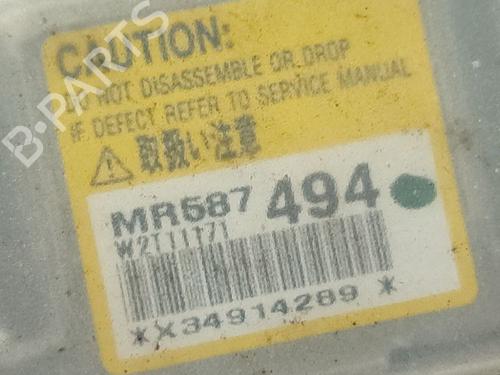 CAUTION:
DO NOT DISASSEMBLE OR DROP
IF DEFECT REFER TO SERVICE MANUAL
取扱い注意
MR587 494
W2T11171
*X34914289*
B-PARTS